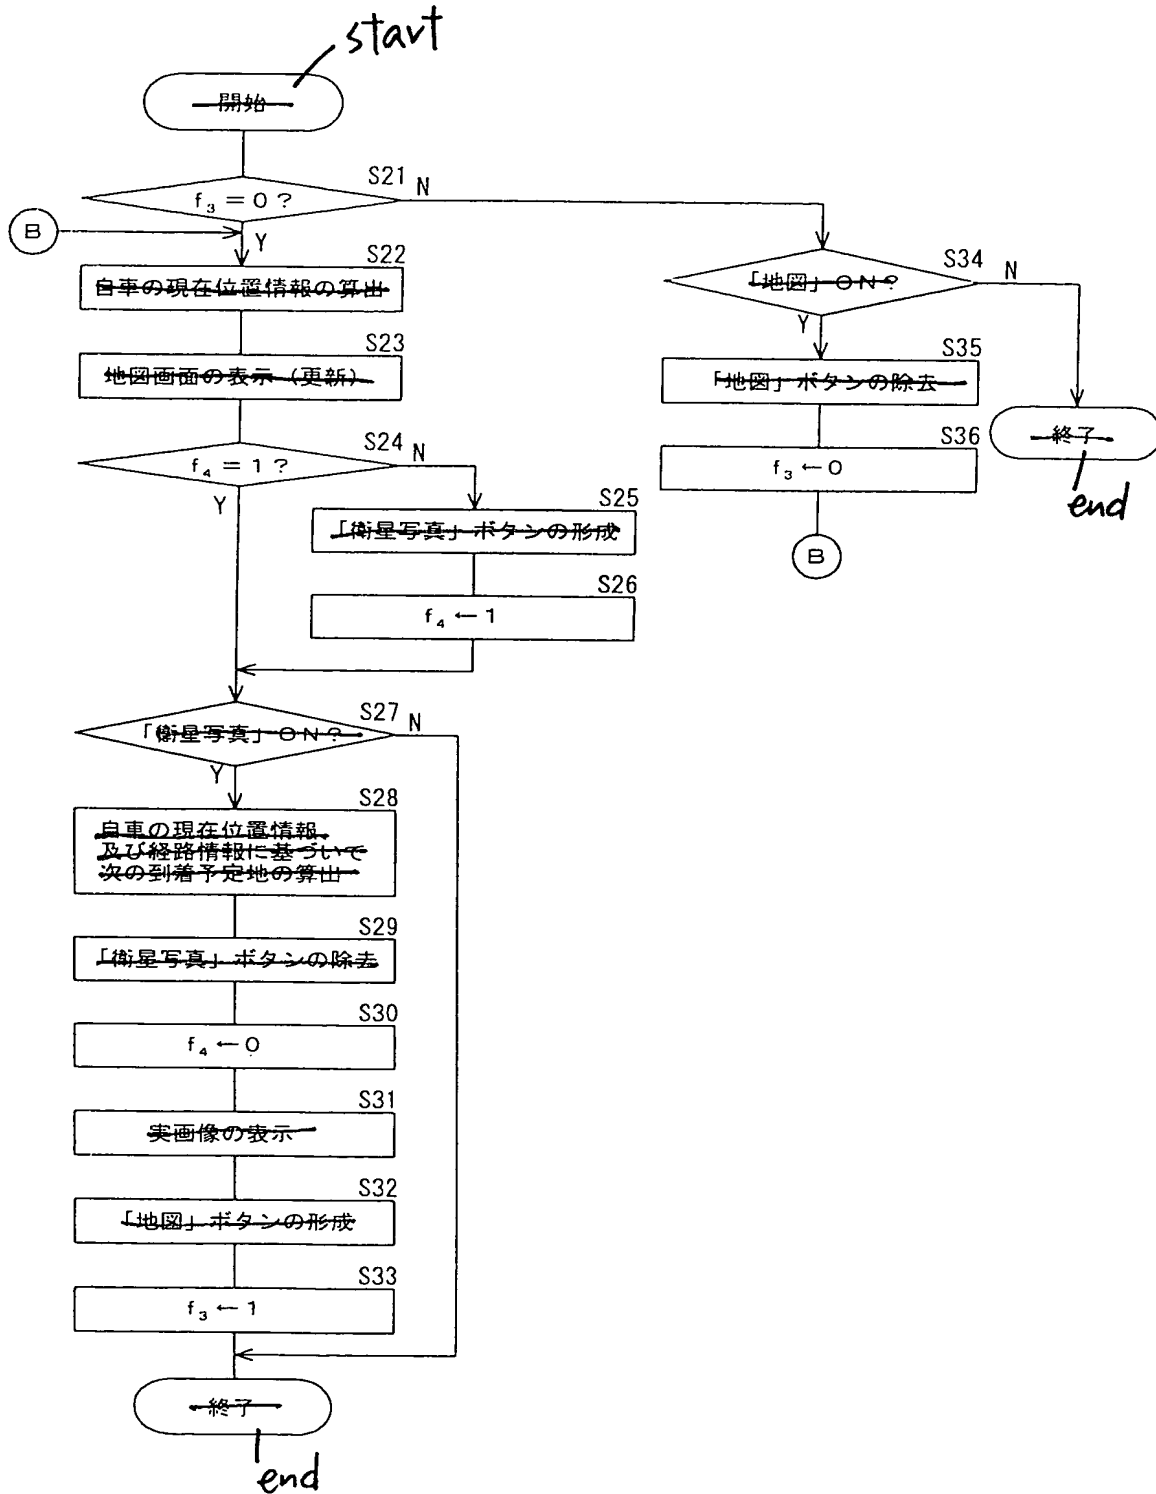 start
開始
S21
f₃＝0？
N
B
Y
S22
自車の現在位置情報の算出
S23
地図画面の表示（更新）
S24
f₄＝1？
N
Y
S25
「衛星写真」ボタンの形成
S26
f₄←1
S27
「衛星写真」ON？
N
Y
S28
自車の現在位置情報
及び経路情報に基づいて
次の到着予定地の算出
S29
「衛星写真」ボタンの除去
S30
f₄←0
S31
実画像の表示
S32
「地図」ボタンの形成
S33
f₃←1
終了
end
S34
「地図」ON？
N
Y
S35
「地図」ボタンの除去
S36
f₃←0
B
終了
end